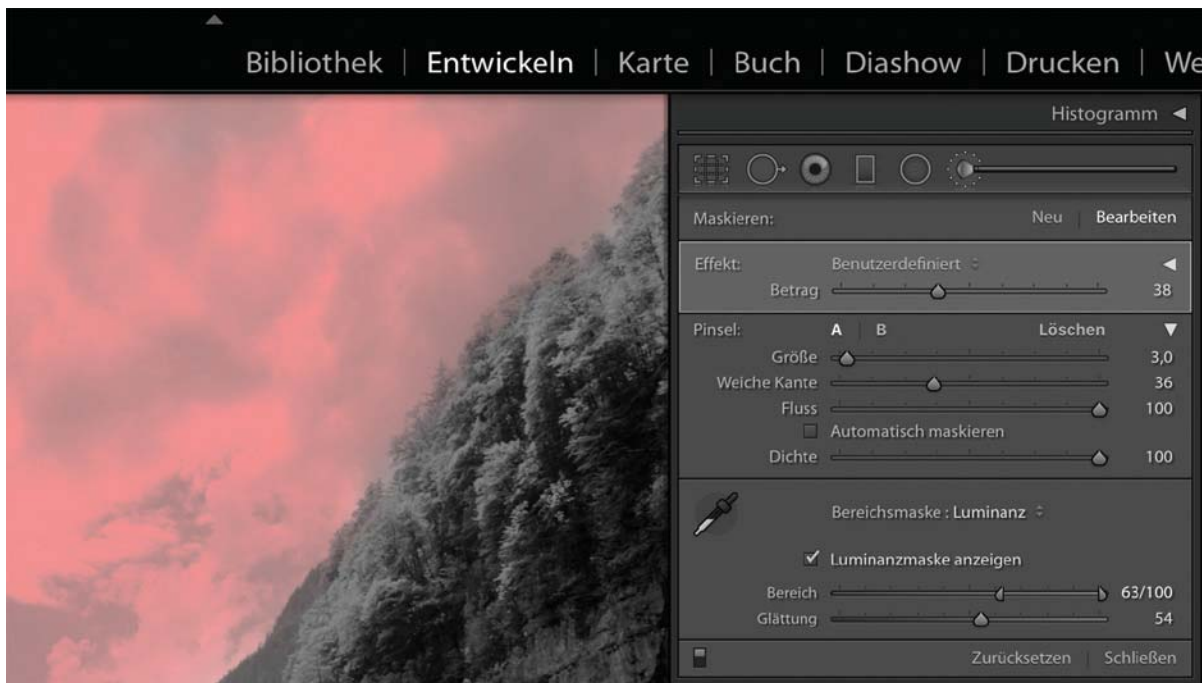 Bibliothek | Entwickeln | Karte | Buch | Diashow | Drucken |
Histogramm
Maskieren: Neu | Bearbeiten
Effekt: Benutzerdefiniert
Betrag 38
Pinsel: A | B Löschen
Größe 3,0
Weiche Kante 36
Fluss 100
Automatisch maskieren
Dichte 100
Bereichsmaske : Luminanz
Luminanzmaske anzeigen
Bereich 63/100
Glättung 54
Zurücksetzen | Schließen